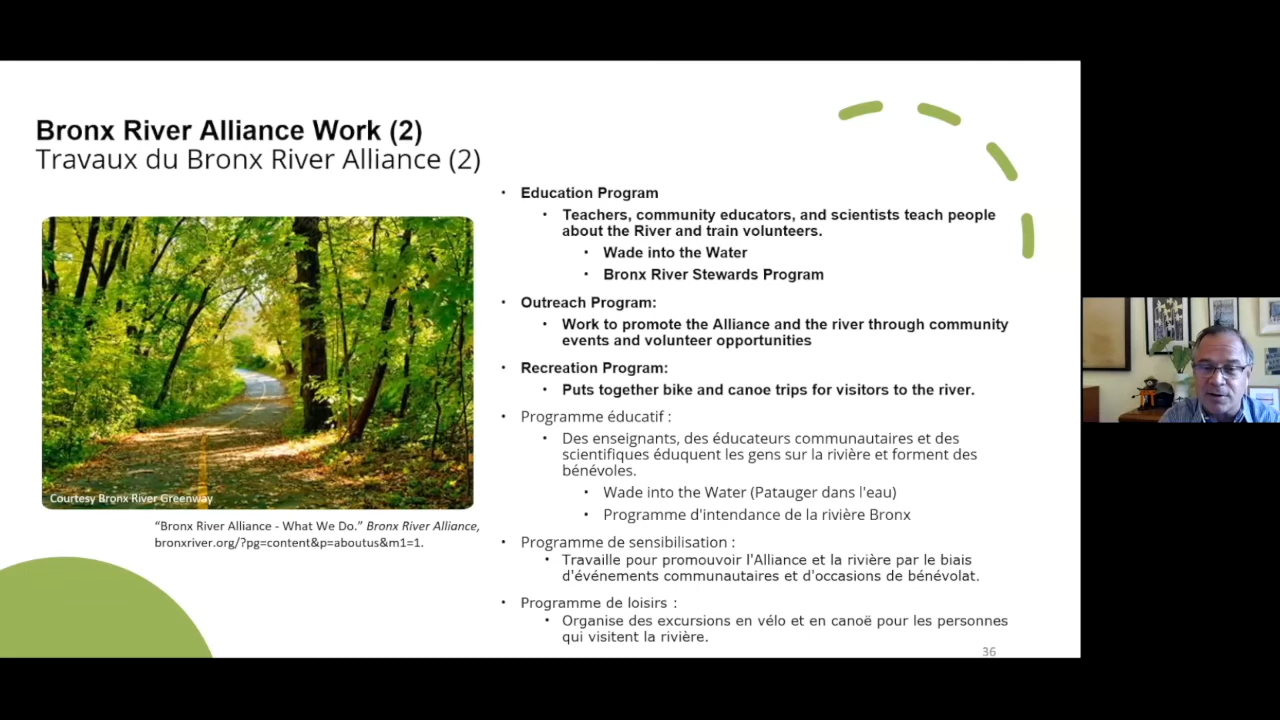 Bronx River Alliance Work (2)
Travaux du Bronx River Alliance (2)
Courtesy Bronx River Greenway
“Bronx River Alliance - What We Do.” Bronx River Alliance,
bronxriver.org/?pg=content&p=aboutus&m1=1.
• Education Program
• Teachers, community educators, and scientists teach people
about the River and train volunteers.
• Wade into the Water
• Bronx River Stewards Program
• Outreach Program:
• Work to promote the Alliance and the river through community
events and volunteer opportunities
• Recreation Program:
• Puts together bike and canoe trips for visitors to the river.
• Programme éducatif :
• Des enseignants, des éducateurs communautaires et des
scientifiques éduquent les gens sur la rivière et forment des
bénévoles.
• Wade into the Water (Patauger dans l'eau)
• Programme d'intendance de la rivière Bronx
• Programme de sensibilisation :
• Travaille pour promouvoir l'Alliance et la rivière par le biais
d'événements communautaires et d'occasions de bénévolat.
• Programme de loisirs :
• Organise des excursions en vélo et en canoë pour les personnes
qui visitent la rivière.
36